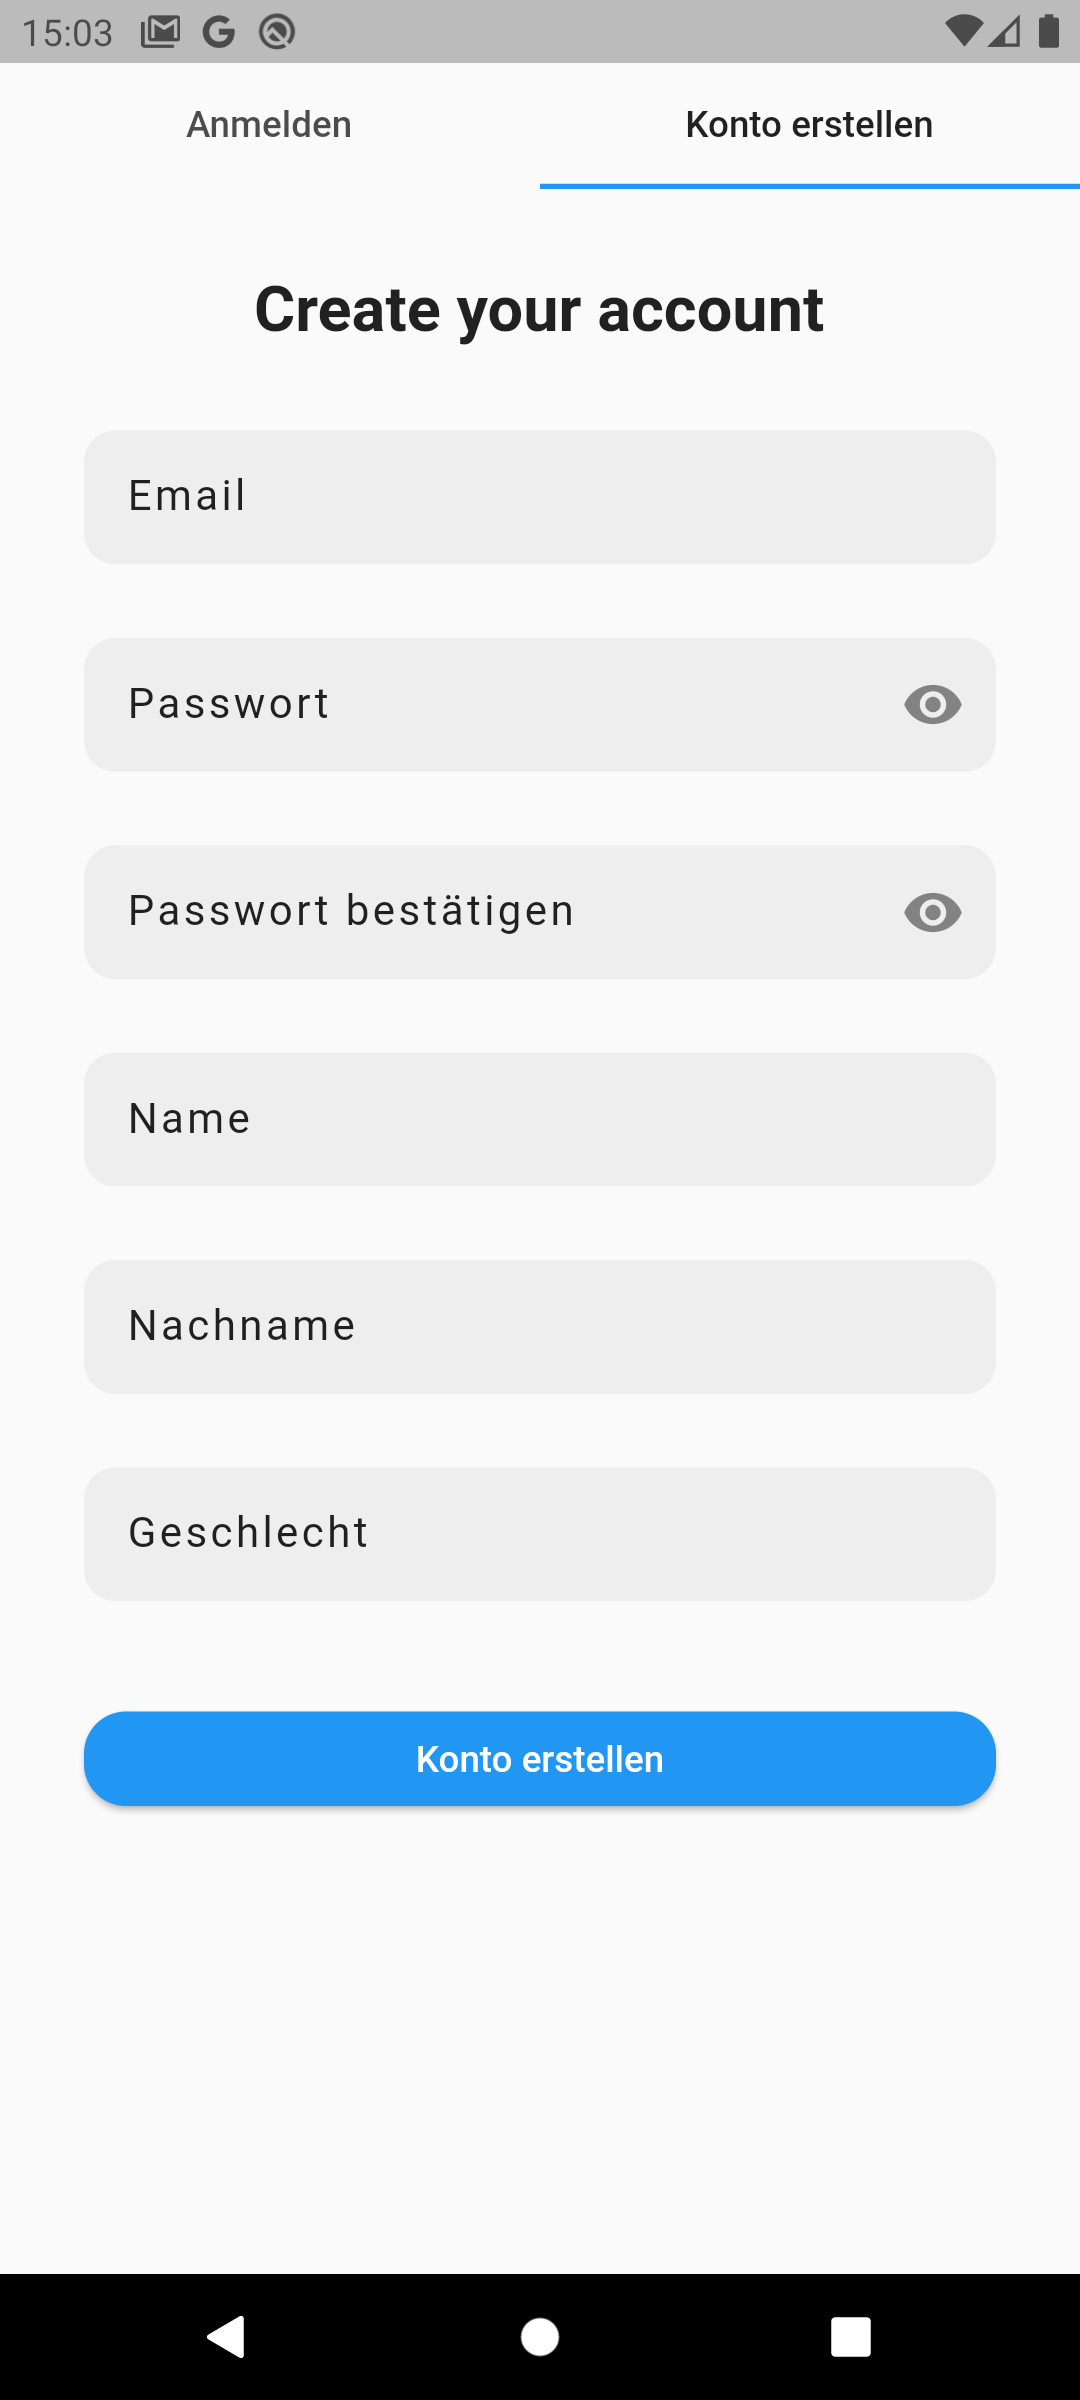 15:03
Anmelden
Konto erstellen
Create your account
Email
Passwort
Passwort bestätigen
Name
Nachname
Geschlecht
Konto erstellen